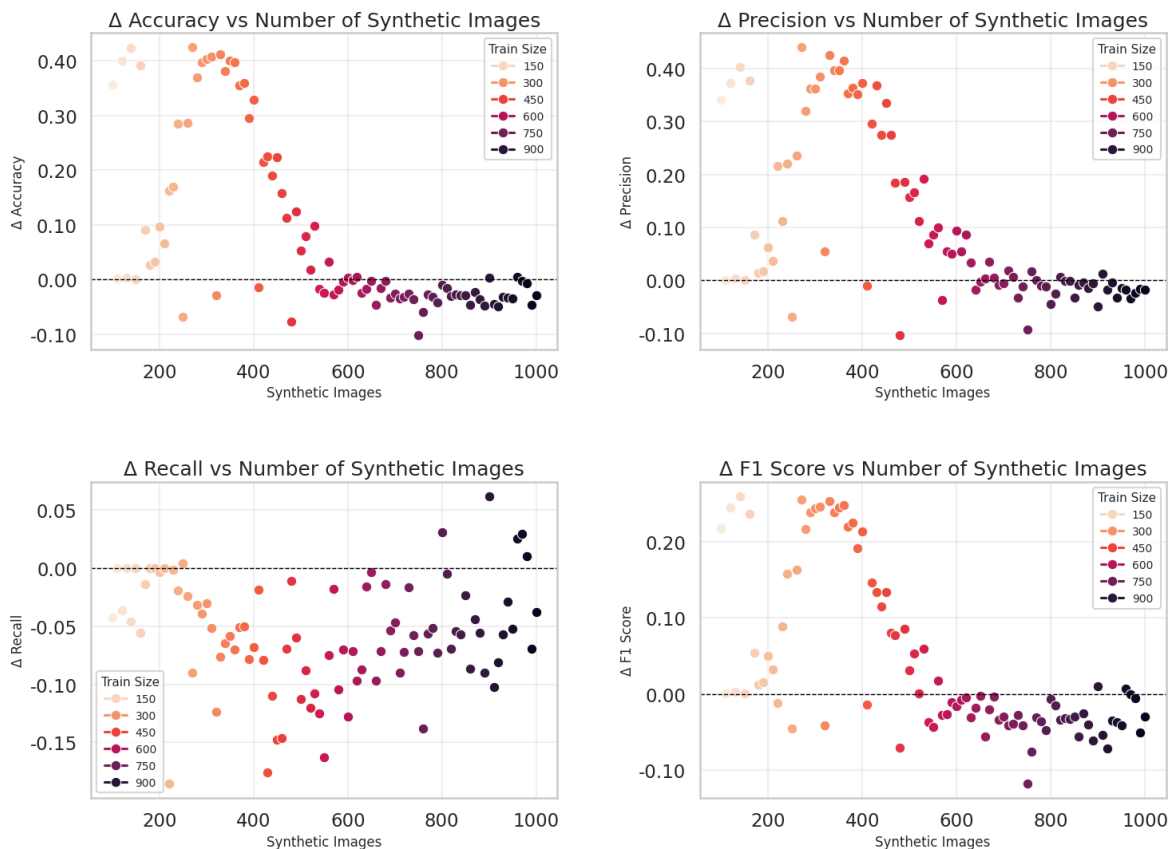 Δ Accuracy vs Number of Synthetic Images
Δ Accuracy
0.40
0.30
0.20
0.10
0.00
-0.10
200 400 600 800 1000
Synthetic Images
Train Size
150
300
450
600
750
900
Δ Precision vs Number of Synthetic Images
Δ Precision
0.40
0.30
0.20
0.10
0.00
-0.10
200 400 600 800 1000
Synthetic Images
Train Size
150
300
450
600
750
900
Δ Recall vs Number of Synthetic Images
Δ Recall
0.05
0.00
-0.05
-0.10
-0.15
200 400 600 800 1000
Synthetic Images
Train Size
150
300
450
600
750
900
Δ F1 Score vs Number of Synthetic Images
Δ F1 Score
0.20
0.10
0.00
-0.10
200 400 600 800 1000
Synthetic Images
Train Size
150
300
450
600
750
900